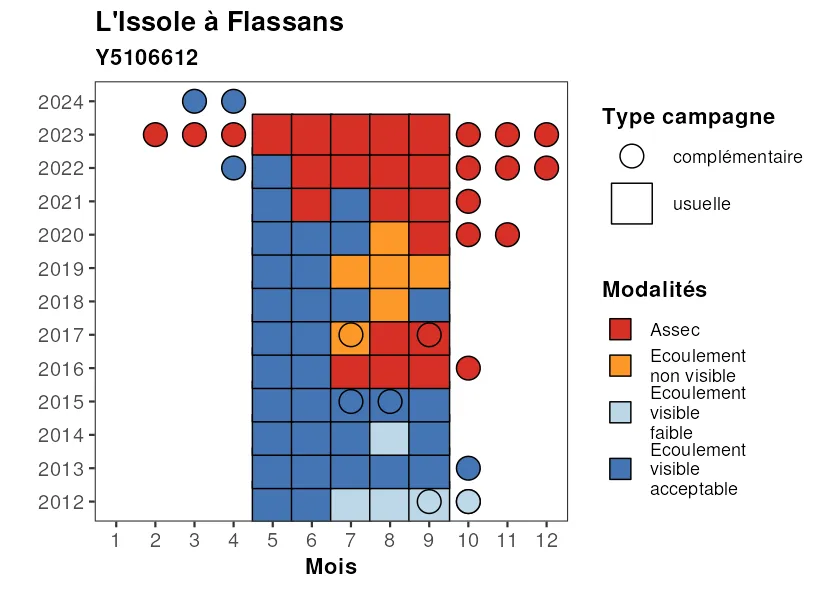 L'Issole à Flassans
Y5106612
2024
2023
2022
2021
2020
2019
2018
2017
2016
2015
2014
2013
2012
1 2 3 4 5 6 7 8 9 10 11 12
Mois
Type campagne
complémentaire
usuelle
Modalités
Assec
Ecoulement
non visible
Ecoulement
visible
faible
Ecoulement
visible
acceptable